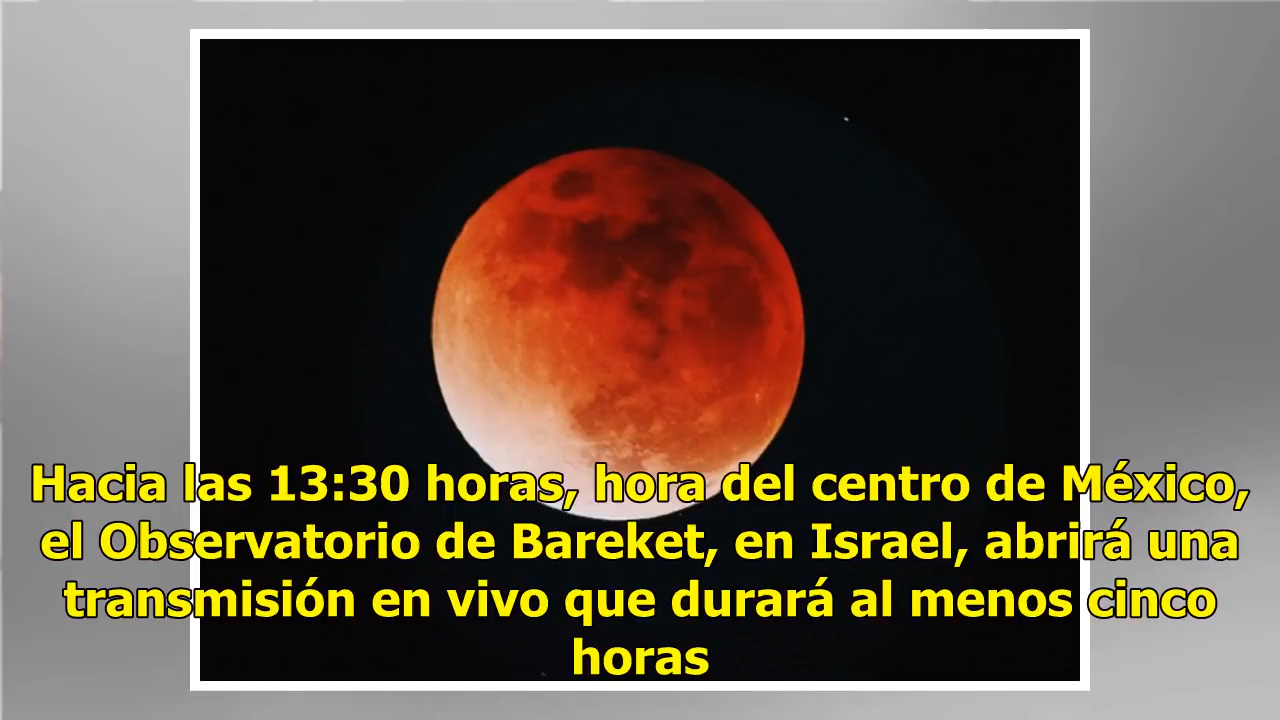 Hacia las 13:30 horas, hora del centro de México,
el Observatorio de Bareket, en Israel, abrirá una
transmisión en vivo que durará al menos cinco
horas